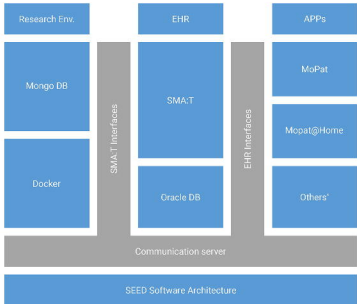 Research Env.
EHR
APPs
Mongo DB
SMA:T Interfaces
SMA:T
EHR Interfaces
MoPat
Mopat@Home
Docker
Oracle DB
Others*
Communication server
SEED Software Architecture